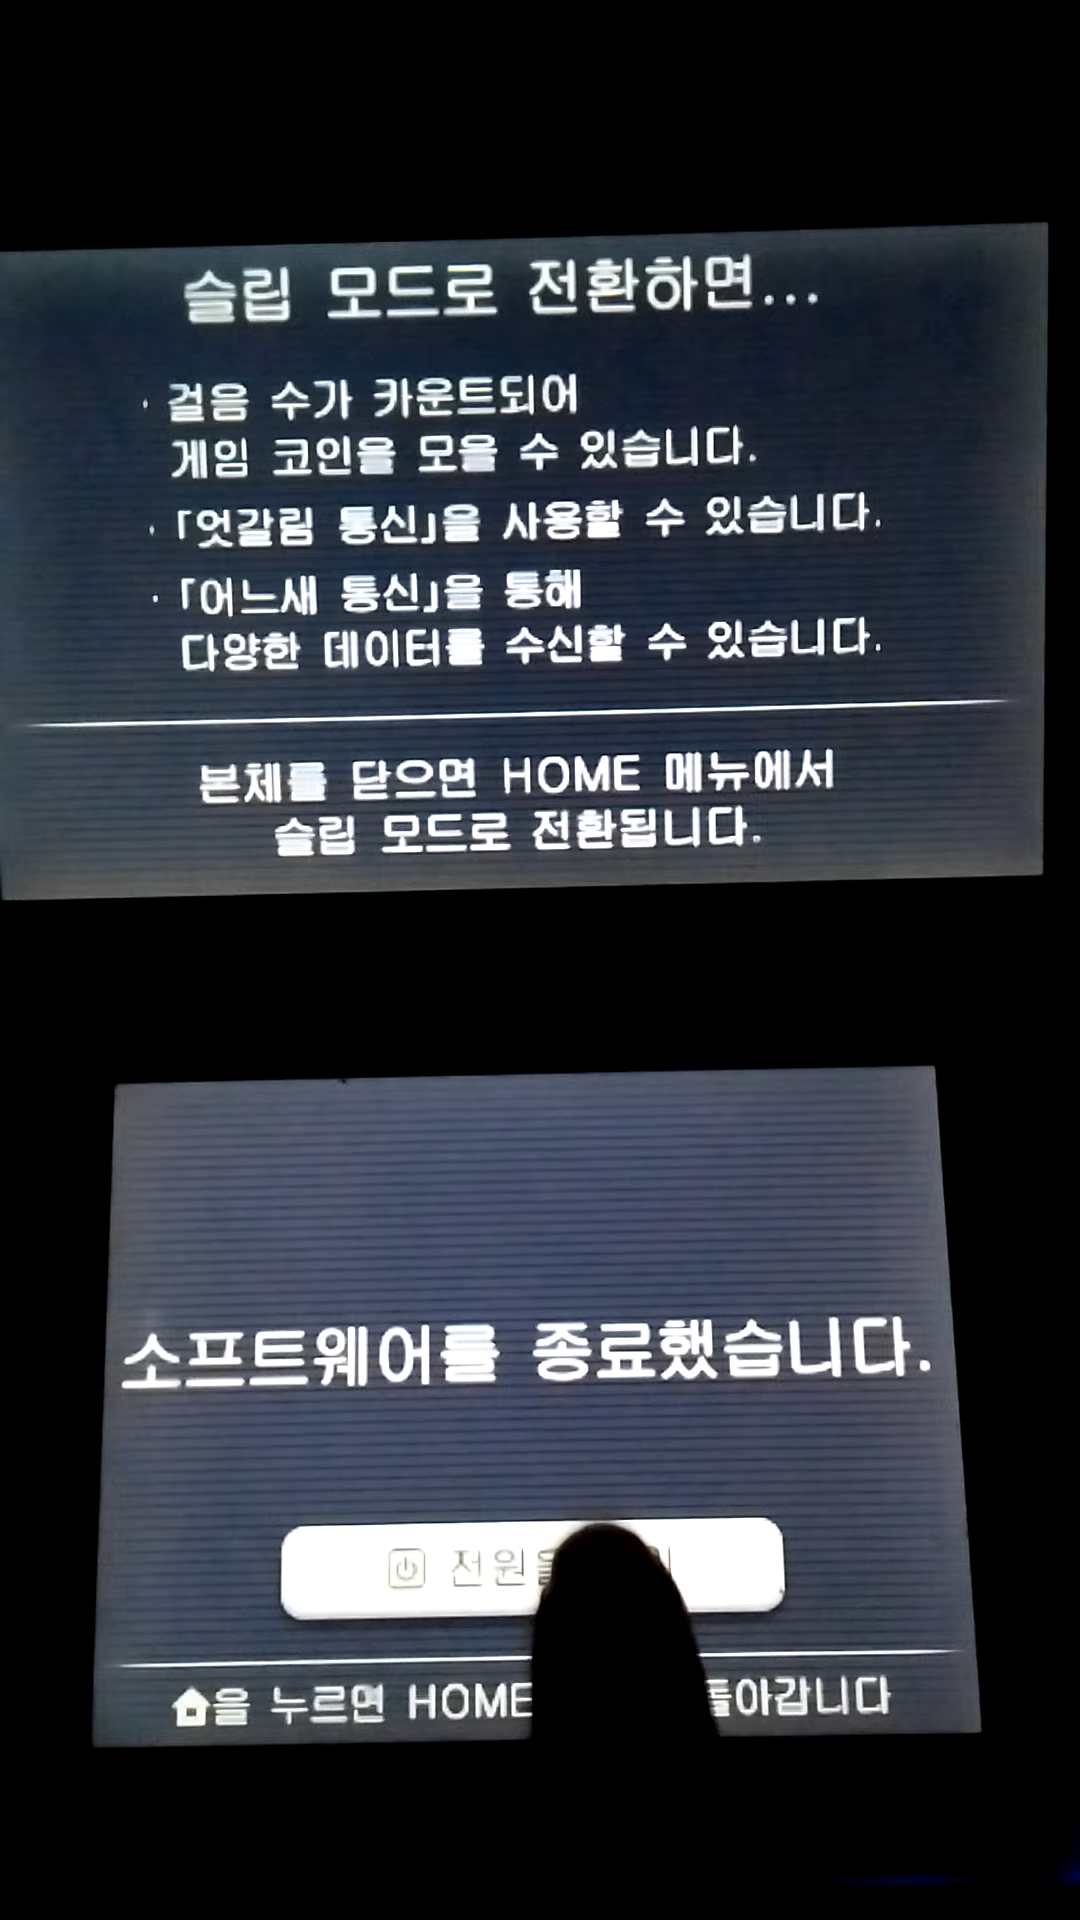 슬립 모드로 전환하면...
· 걸음 수가 카운트되어
게임 코인을 모을 수 있습니다.
· 「엇갈림 통신」을 사용할 수 있습니다.
· 「어느새 통신」을 통해
다양한 데이터를 수신할 수 있습니다.
본체를 닫으면 HOME 메뉴에서
슬립 모드로 전환됩니다.
소프트웨어를 종료했습니다.
전원을
을 누르면 HOME 돌아갑니다